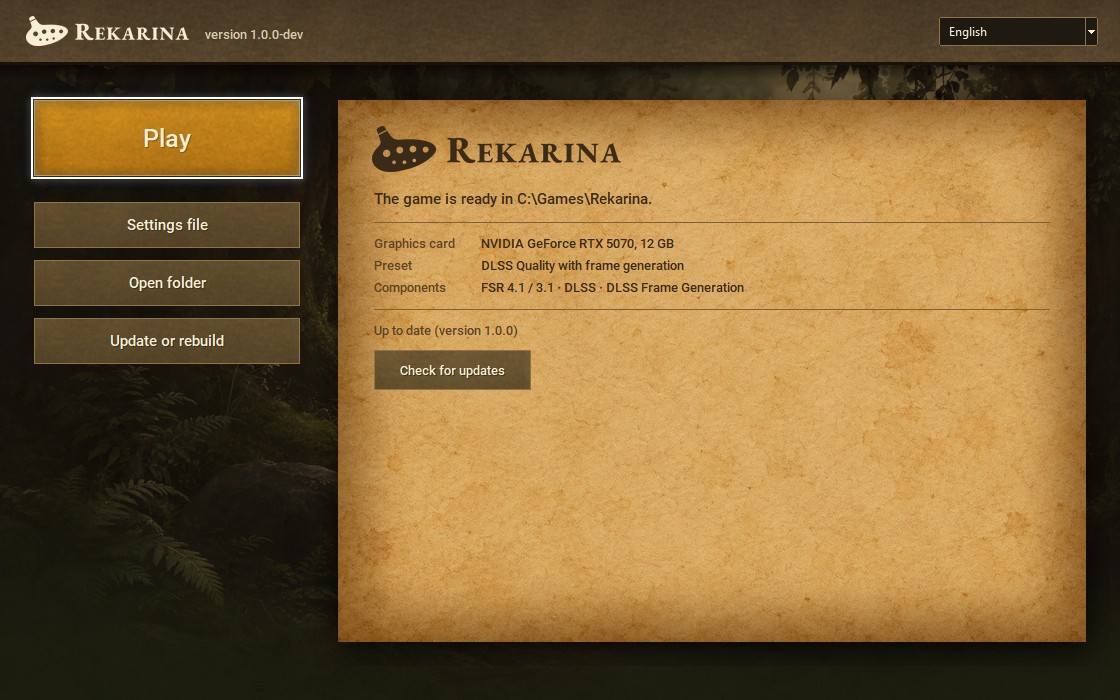 REKARINA version 1.0.0-dev
English
Play
Settings file
Open folder
Update or rebuild
REKARINA
The game is ready in C:\Games\Rekarina.
Graphics card NVIDIA GeForce RTX 5070, 12 GB
Preset DLSS Quality with frame generation
Components FSR 4.1 / 3.1 · DLSS · DLSS Frame Generation
Up to date (version 1.0.0)
Check for updates